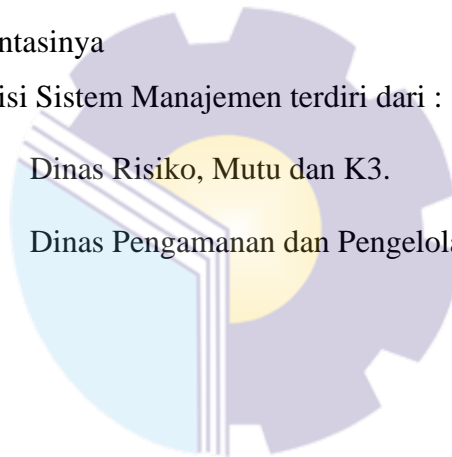 ntasinya
isi Sistem Manajemen terdiri dari :
Dinas Risiko, Mutu dan K3.
Dinas Pengamanan dan Pengelola